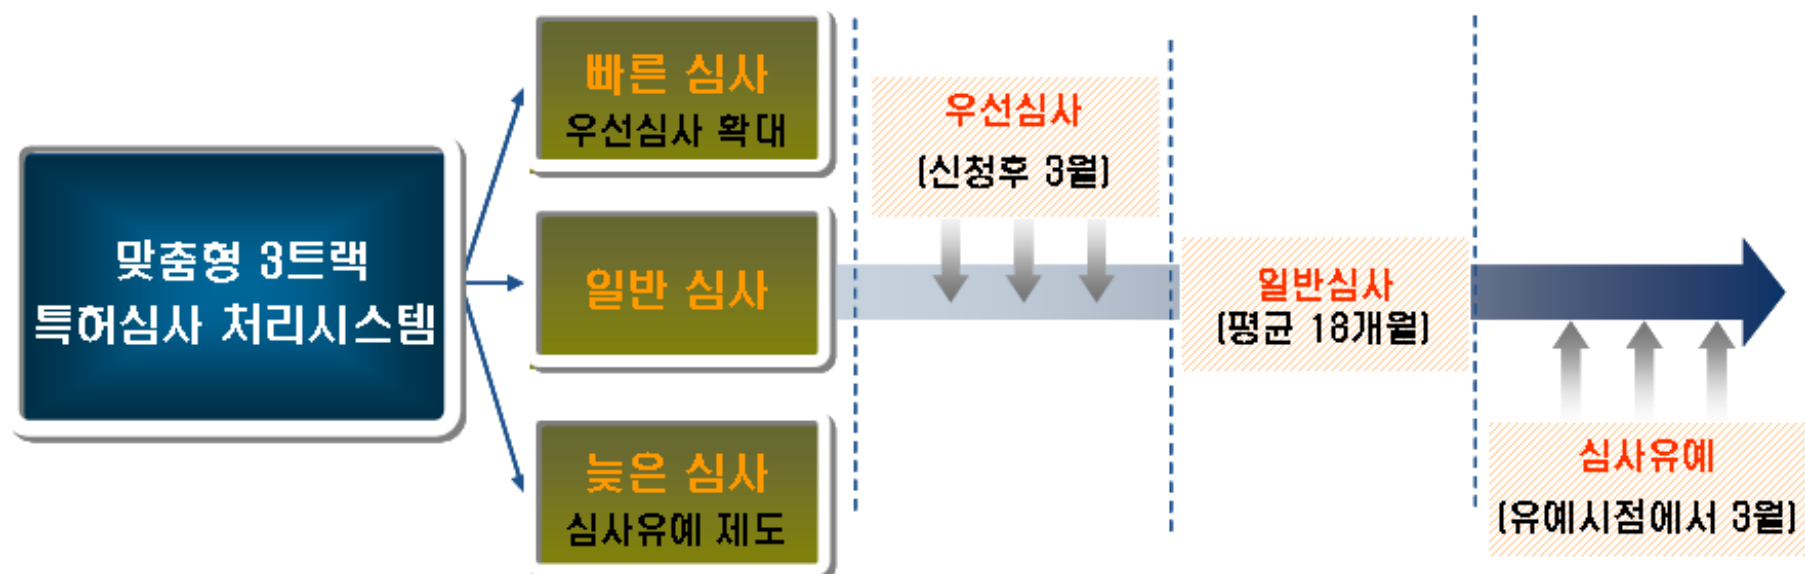 맞춤형 3트랙
특허심사 처리시스템
빠른 심사
우선심사 확대
일반 심사
늦은 심사
심사유예 제도
우선심사
(신청후 3월)
일반심사
(평균 18개월)
심사유예
(유예시점에서 3월)